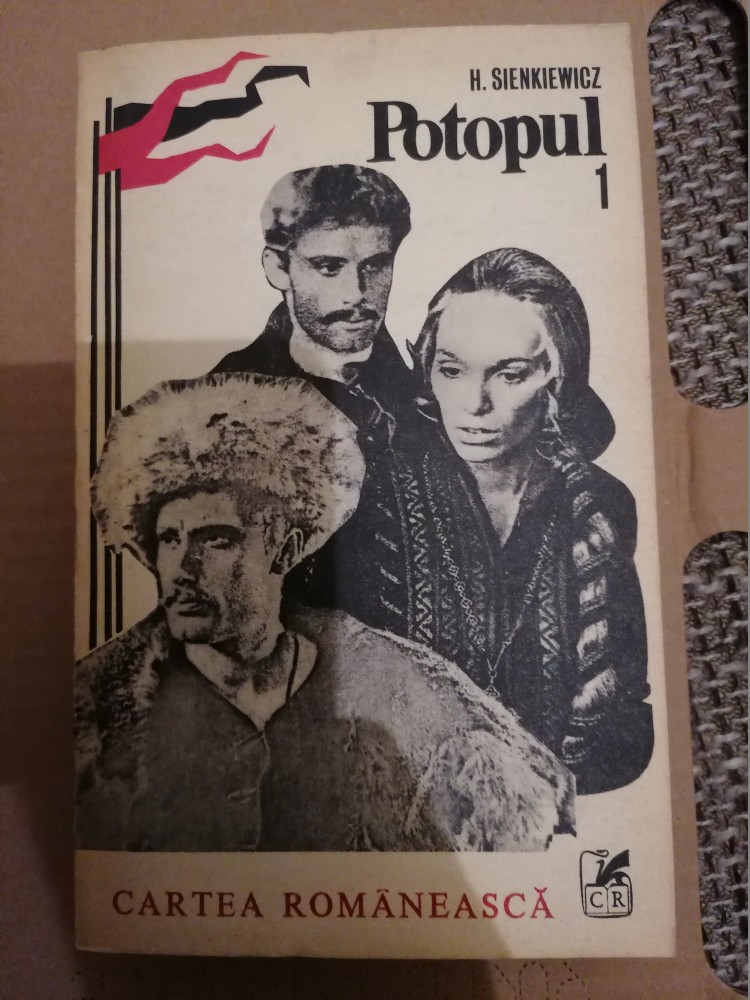 H. SIENKIEWICZ
Potopul
1
CARTEA ROMÂNEASCĂ
CR